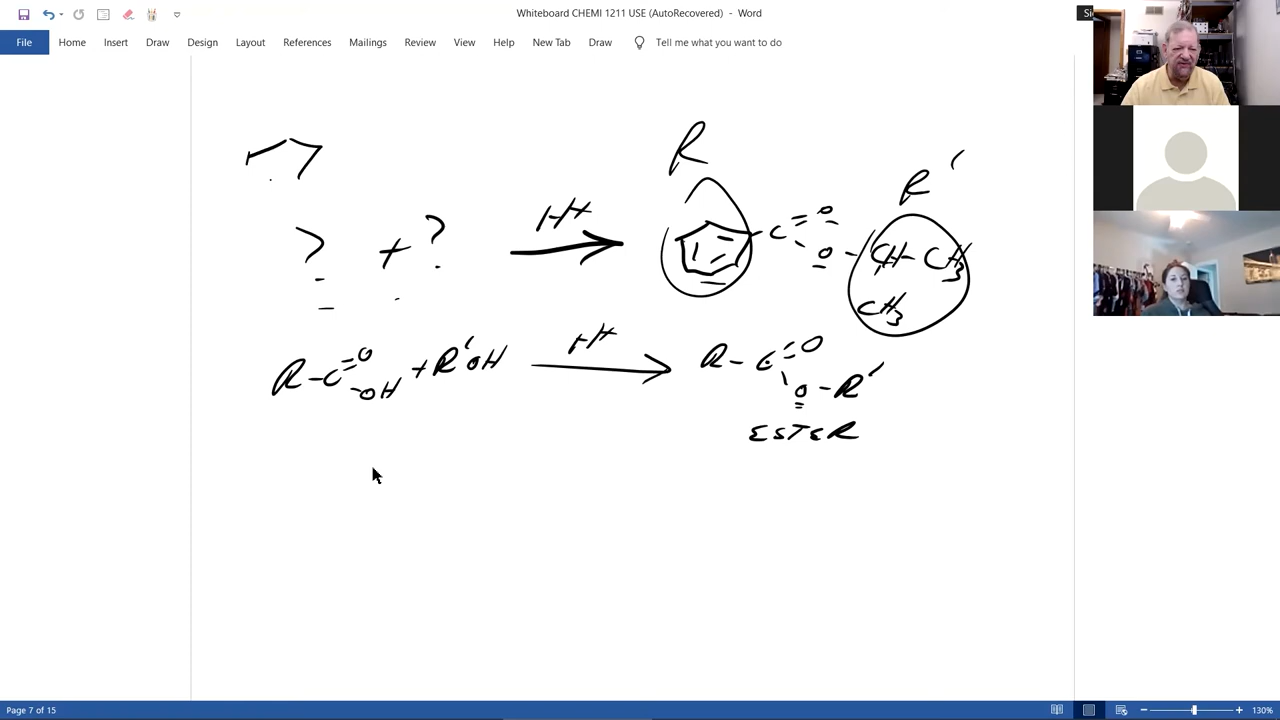 Whiteboard CHEMI 1211 USE (AutoRecovered) - Word
File Home Insert Draw Design Layout References Mailings Review View Help New Tab Draw Tell me what you want to do
R R'
? + ? H+ C = O
O - CH - CH3
CH3
R - C = O
- OH + R'OH H+ R - C = O
O - R'
ESTER
Page 7 of 15 130%